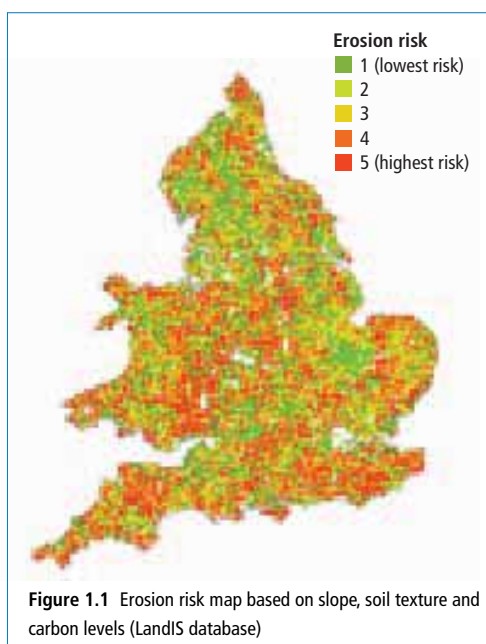 Erosion risk
1 (lowest risk)
2
3
4
5 (highest risk)
Figure 1.1 Erosion risk map based on slope, soil texture and
carbon levels (LandIS database)